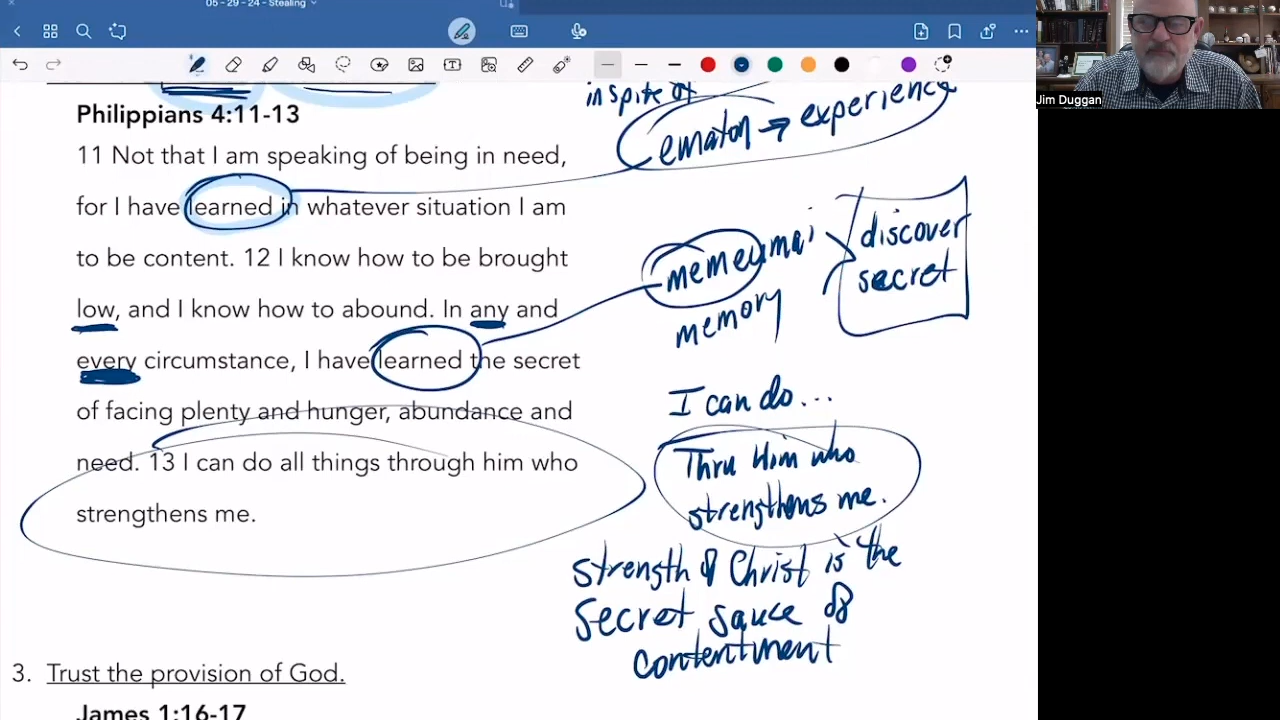 05 - 29 - 24 - Stealing
Jim Duggan
Philippians 4:11-13
11 Not that I am speaking of being in need,
for I have learned in whatever situation I am
to be content. 12 I know how to be brought
low, and I know how to abound. In any and
every circumstance, I have learned the secret
of facing plenty and hunger, abundance and
need. 13 I can do all things through him who
strengthens me.
in spite of
ematon → experience
memeumai
memory
discover
secret
I can do...
Thru Him who
strengthens me.
strength of Christ is the
secret sauce of
contentment
3. Trust the provision of God.
James 1:16-17